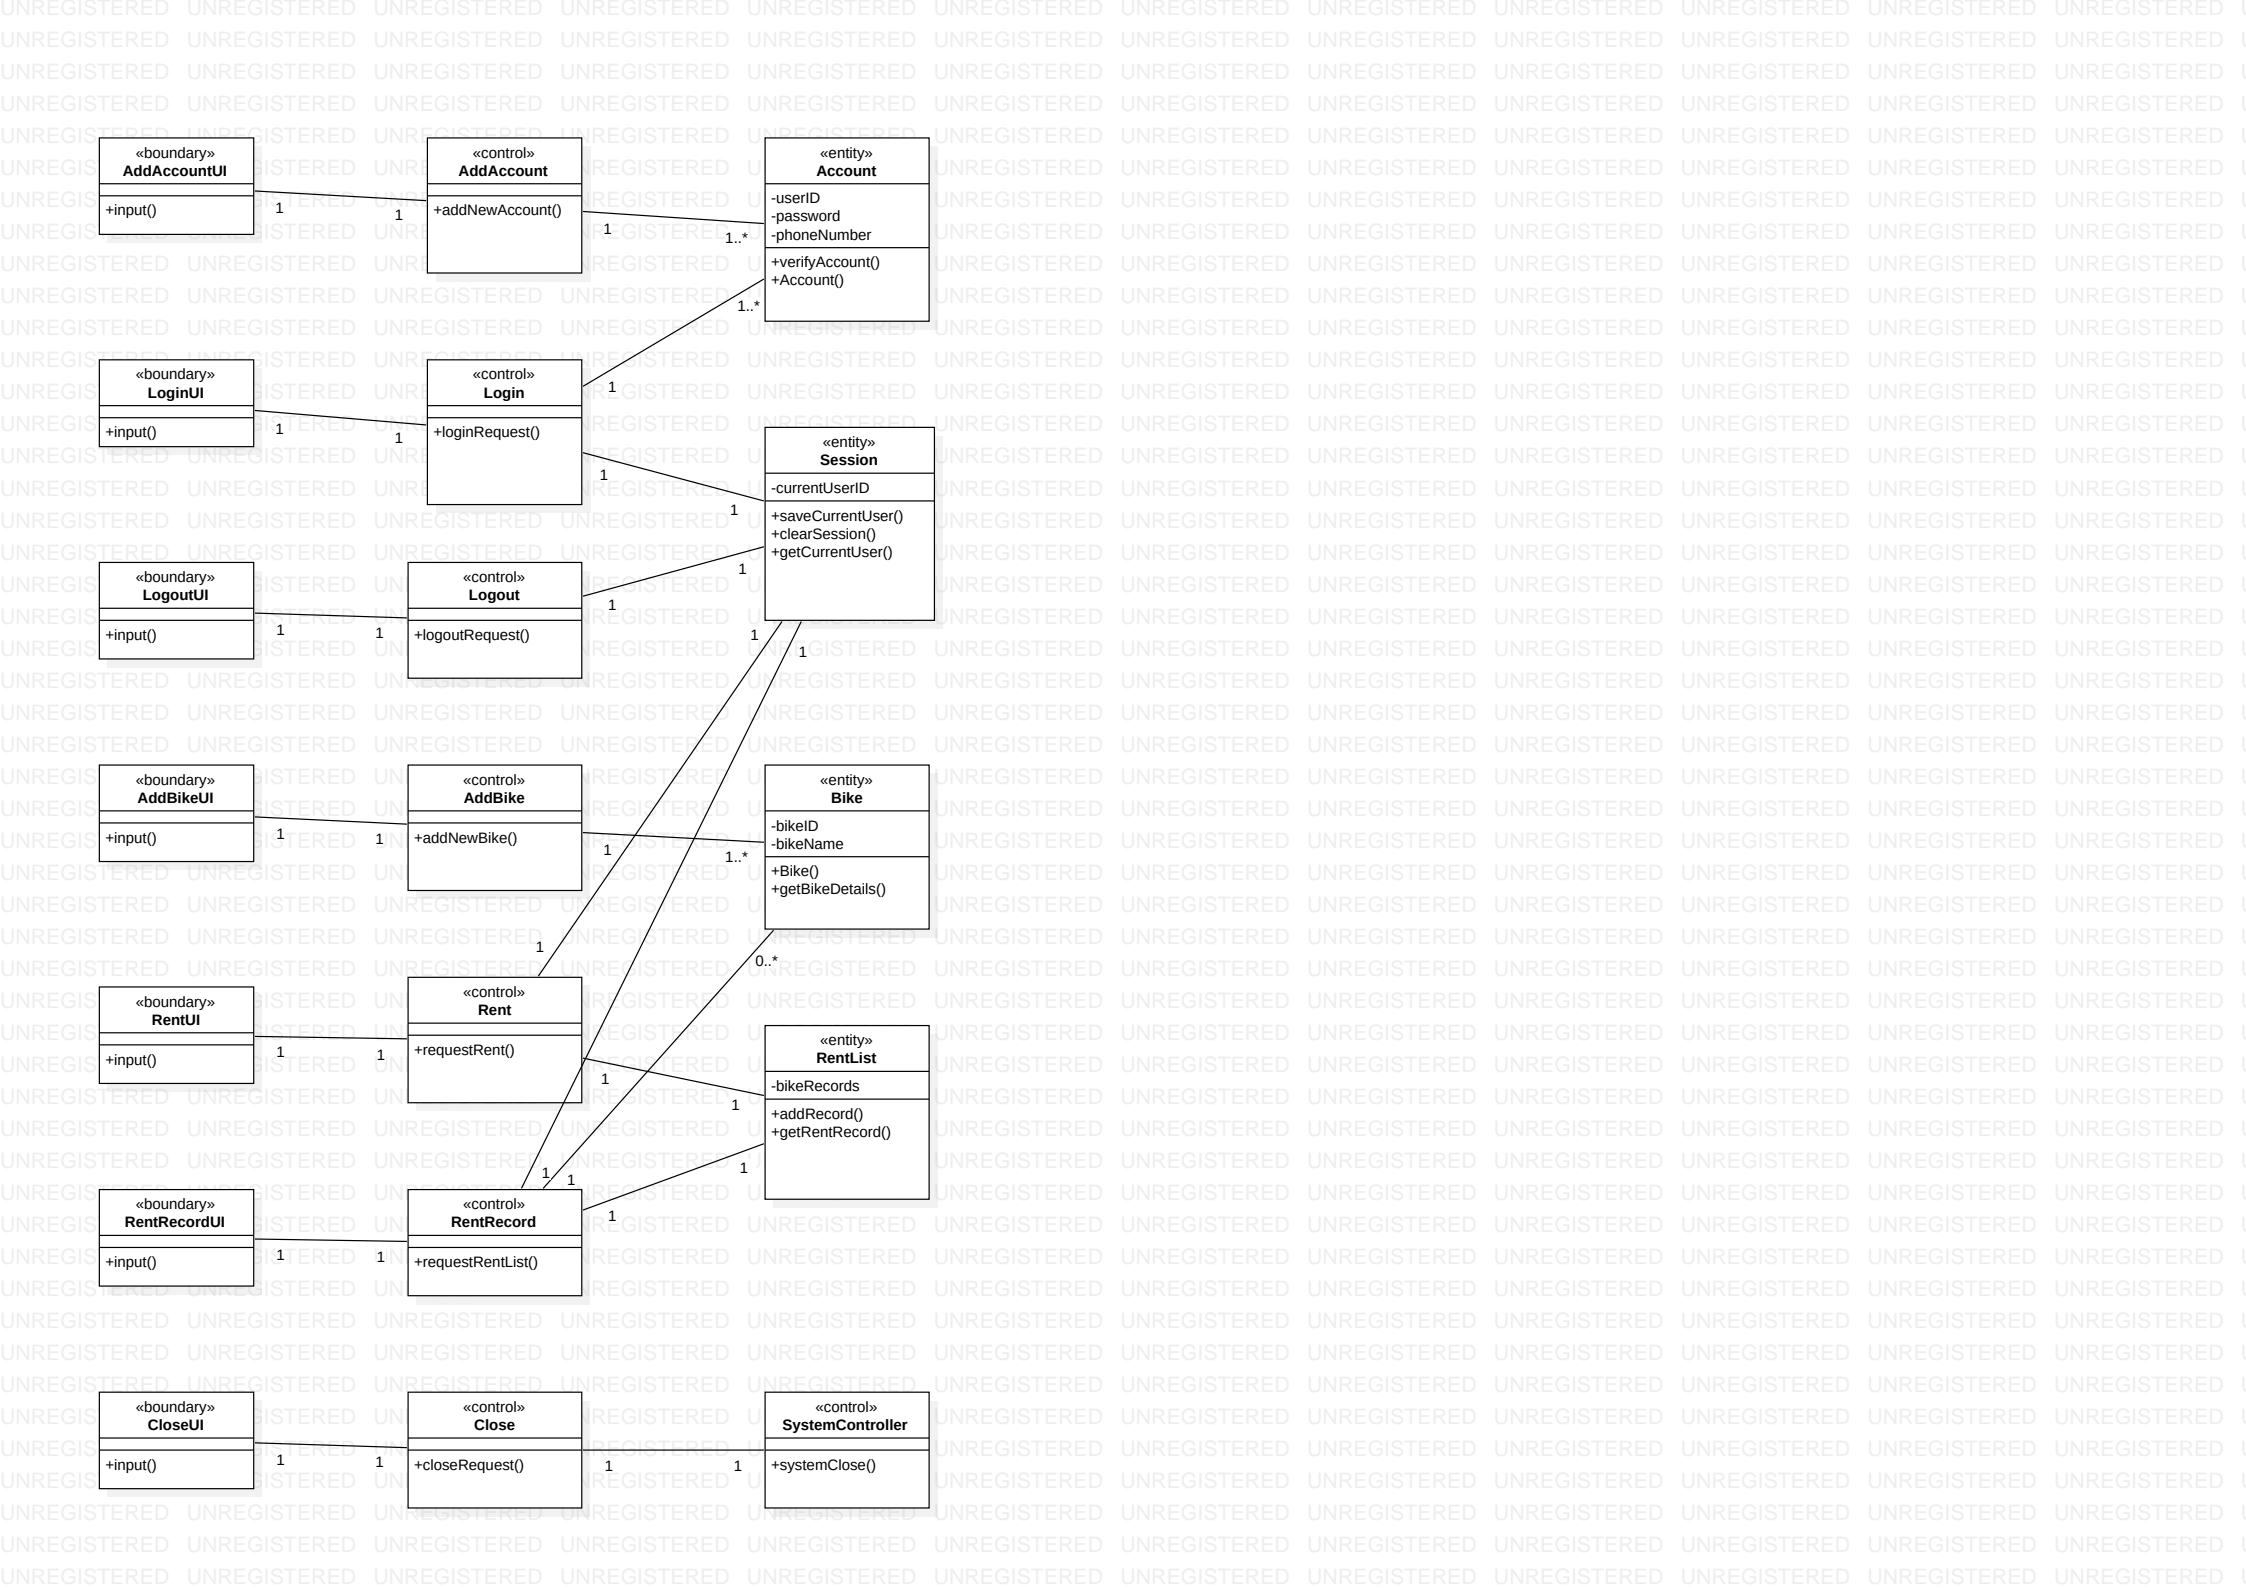 «boundary»
AddAccountUI
+input()
1
1
«control»
AddAccount
+addNewAccount()
1
1..*
«entity»
Account
-userID
-password
-phoneNumber
+verifyAccount()
+Account()
1..*
1
«boundary»
LoginUI
+input()
1
1
«control»
Login
+loginRequest()
1
1
«entity»
Session
-currentUserID
+saveCurrentUser()
+clearSession()
+getCurrentUser()
«boundary»
LogoutUI
+input()
1
1
«control»
Logout
+logoutRequest()
1
1
1
1
«boundary»
AddBikeUI
+input()
1
1
«control»
AddBike
+addNewBike()
1
1..*
«entity»
Bike
-bikeID
-bikeName
+Bike()
+getBikeDetails()
1
0..*
«boundary»
RentUI
+input()
1
1
«control»
Rent
+requestRent()
1
1
«entity»
RentList
-bikeRecords
+addRecord()
+getRentRecord()
1
1
1
1
«boundary»
RentRecordUI
+input()
1
1
«control»
RentRecord
+requestRentList()
«boundary»
CloseUI
+input()
1
1
«control»
Close
+closeRequest()
1
1
«control»
SystemController
+systemClose()
UNREGISTERED